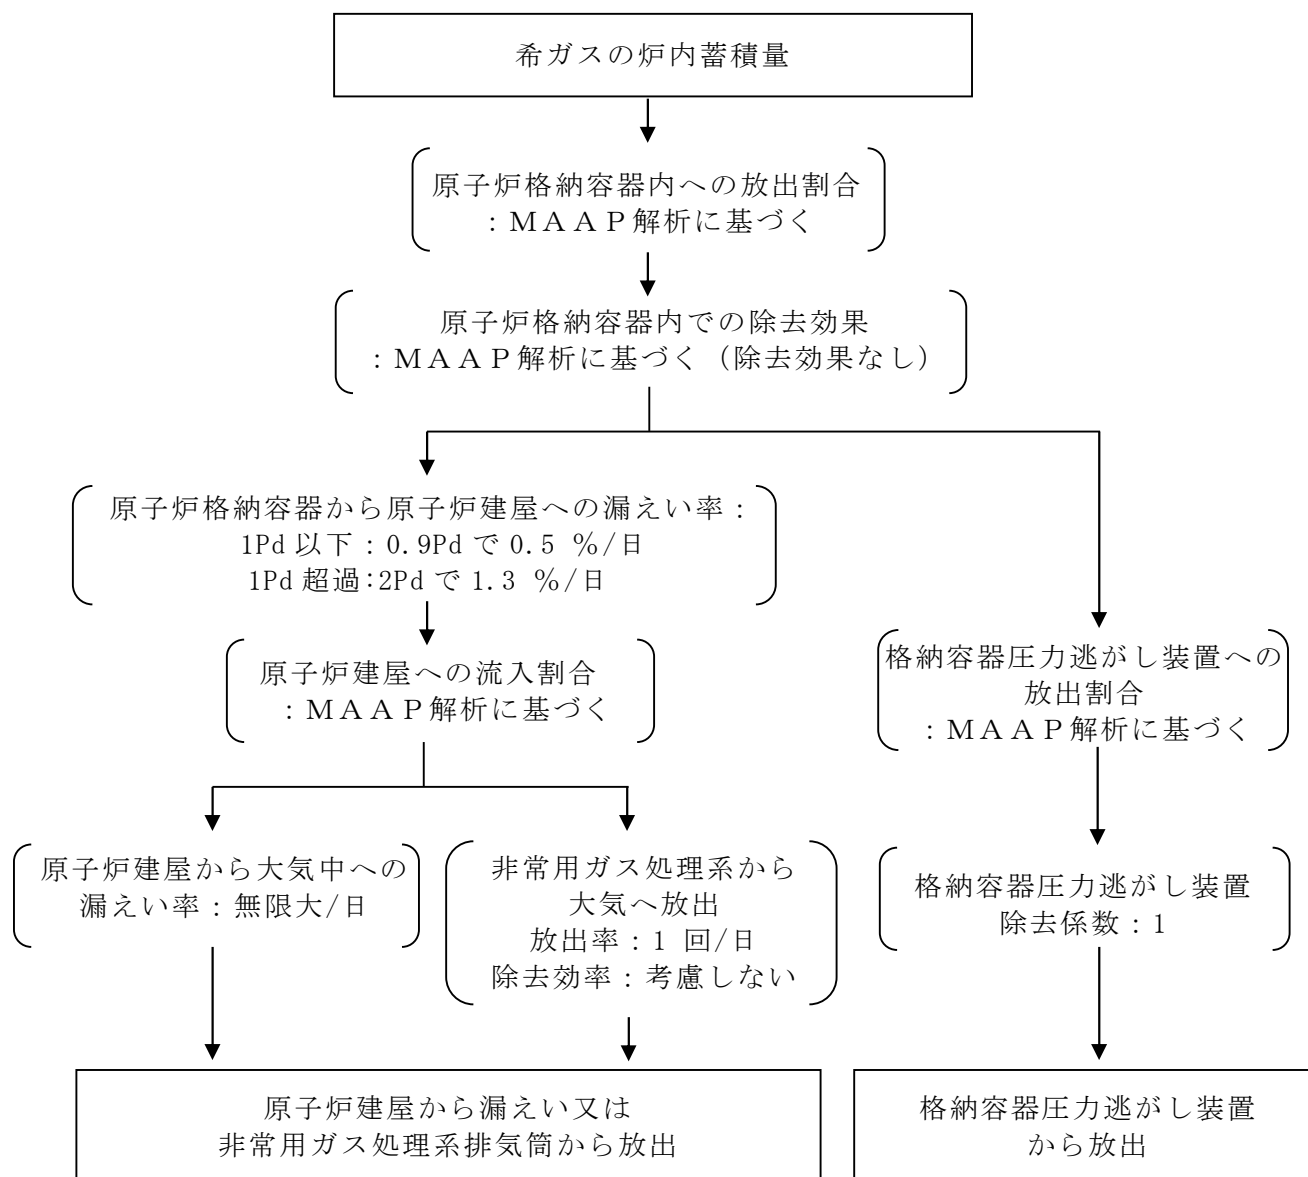 希ガスの炉内蓄積量
原子炉格納容器内への放出割合
：ＭＡＡＰ解析に基づく
原子炉格納容器内での除去効果
：ＭＡＡＰ解析に基づく（除去効果なし）
原子炉格納容器から原子炉建屋への漏えい率：
1Pd 以下：0.9Pd で 0.5 %/日
1Pd 超過:2Pd で 1.3 %/日
原子炉建屋への流入割合
：ＭＡＡＰ解析に基づく
格納容器圧力逃がし装置への
放出割合
：ＭＡＡＰ解析に基づく
原子炉建屋から大気中への
漏えい率：無限大/日
非常用ガス処理系から
大気へ放出
放出率：1 回/日
除去効率：考慮しない
格納容器圧力逃がし装置
除去係数：1
原子炉建屋から漏えい又は
非常用ガス処理系排気筒から放出
格納容器圧力逃がし装置
から放出